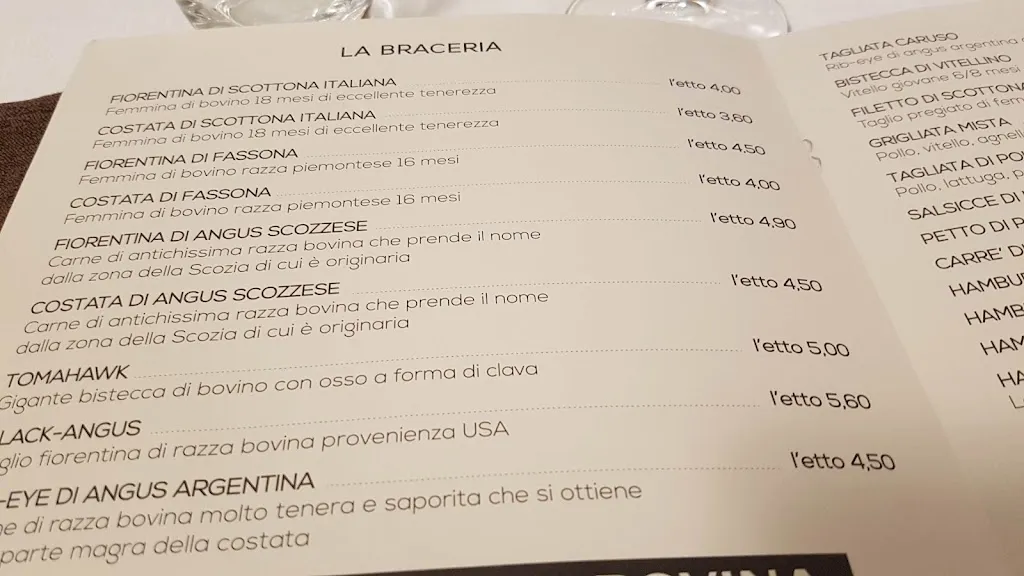 LA BRACERIA
FIORENTINA DI SCOTTONA ITALIANA l'etto 4,00
Femmina di bovino 18 mesi di eccellente tenerezza
COSTATA DI SCOTTONA ITALIANA l'etto 3,60
Femmina di bovino 18 mesi di eccellente tenerezza
FIORENTINA DI FASSONA l'etto 4,50
Femmina di bovino razza piemontese 16 mesi
COSTATA DI FASSONA l'etto 4,00
Femmina di bovino razza piemontese 16 mesi
FIORENTINA DI ANGUS SCOZZESE l'etto 4,90
Carne di antichissima razza bovina che prende il nome
dalla zona della Scozia di cui è originaria
COSTATA DI ANGUS SCOZZESE l'etto 4,50
Carne di antichissima razza bovina che prende il nome
dalla zona della Scozia di cui è originaria
TOMAHAWK l'etto 5,00
Gigante bistecca di bovino con osso a forma di clava
LACK-ANGUS l'etto 5,60
glio fiorentina di razza bovina provenienza USA
-EYE DI ANGUS ARGENTINA l'etto 4,50
ne di razza bovina molto tenera e saporita che si ottiene
parte magra della costata
BOVINA
TAGLIATA CARUSO
Rib-eye di angus argentina
BISTECCA DI VITELLINO
Vitello giovane 6/8 mesi
FILETTO DI SCOTTONA
Taglio pregiato di fem
GRIGLIATA MISTA
Pollo, vitello, agnell
TAGLIATA DI PO
Pollo, lattuga, p
SALSICCE DI
PETTO DI P
CARRE' D
HAMBU
HAMB
HAM
HA
L